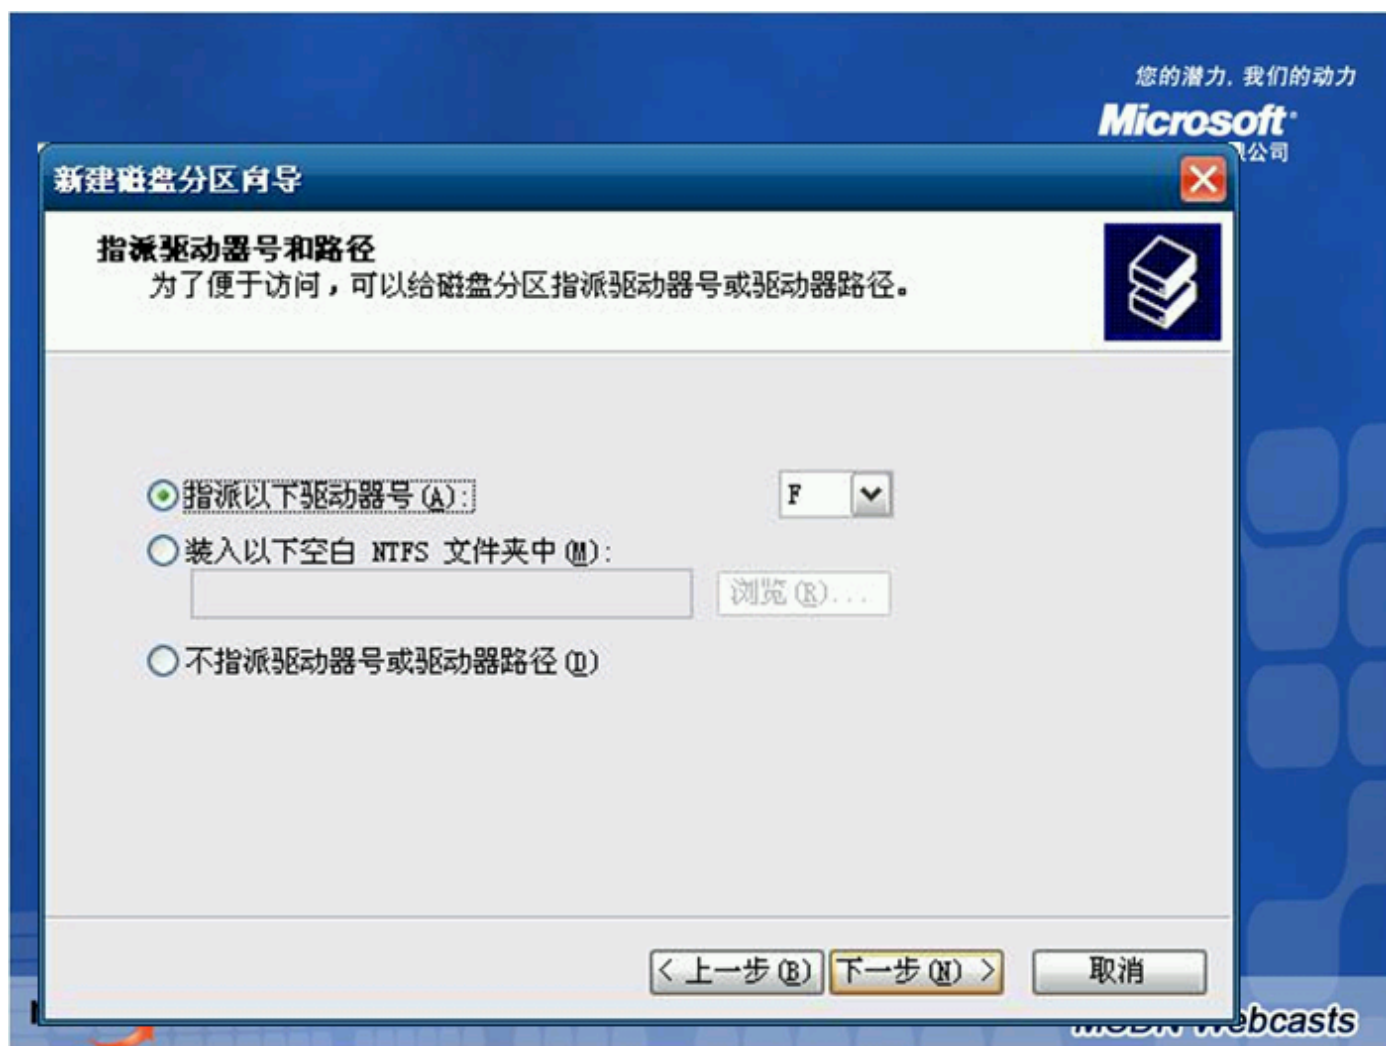 您的潜力, 我们的动力
Microsoft
公司
新建磁盘分区向导
指派驱动器号和路径
为了便于访问，可以给磁盘分区指派驱动器号或驱动器路径。
指派以下驱动器号(A):
F
装入以下空白 NTFS 文件夹中(M):
浏览(R)...
不指派驱动器号或驱动器路径(D)
< 上一步(B)
下一步(N) >
取消
MSDN Webcasts